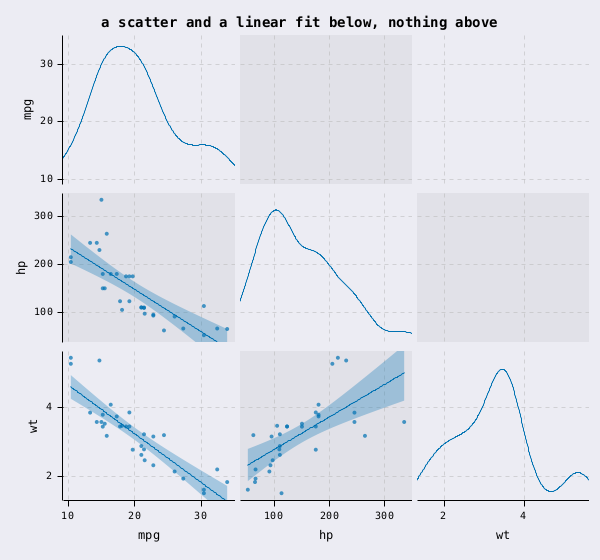 a scatter and a linear fit below, nothing above
30
20
10
mpg
300
200
100
hp
4
2
wt
10 20 30
100 200 300
2 4
mpg
hp
wt